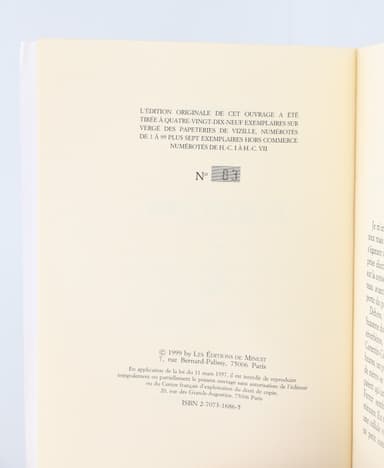 L'ÉDITION ORIGINALE DE CET OUVRAGE A ÉTÉ
TIRÉE À QUATRE-VINGT-DIX-NEUF EXEMPLAIRES SUR
VERGÉ DES PAPETERIES DE VIZILLE, NUMÉROTÉS
DE 1 À 99 PLUS SEPT EXEMPLAIRES HORS COMMERCE
NUMÉROTÉS DE H.-C. I À H.-C. VII
N°
© 1999 by LES ÉDITIONS DE MINUIT
7, rue Bernard-Palissy, 75006 Paris
En application de la loi du 11 mars 1957, il est interdit de reproduire
intégralement ou partiellement le présent ouvrage sans autorisation de l'éditeur
ou du Centre français d'exploitation du droit de copie,
20, rue des Grands-Augustins, 75006 Paris
ISBN 2-7073-1686-5